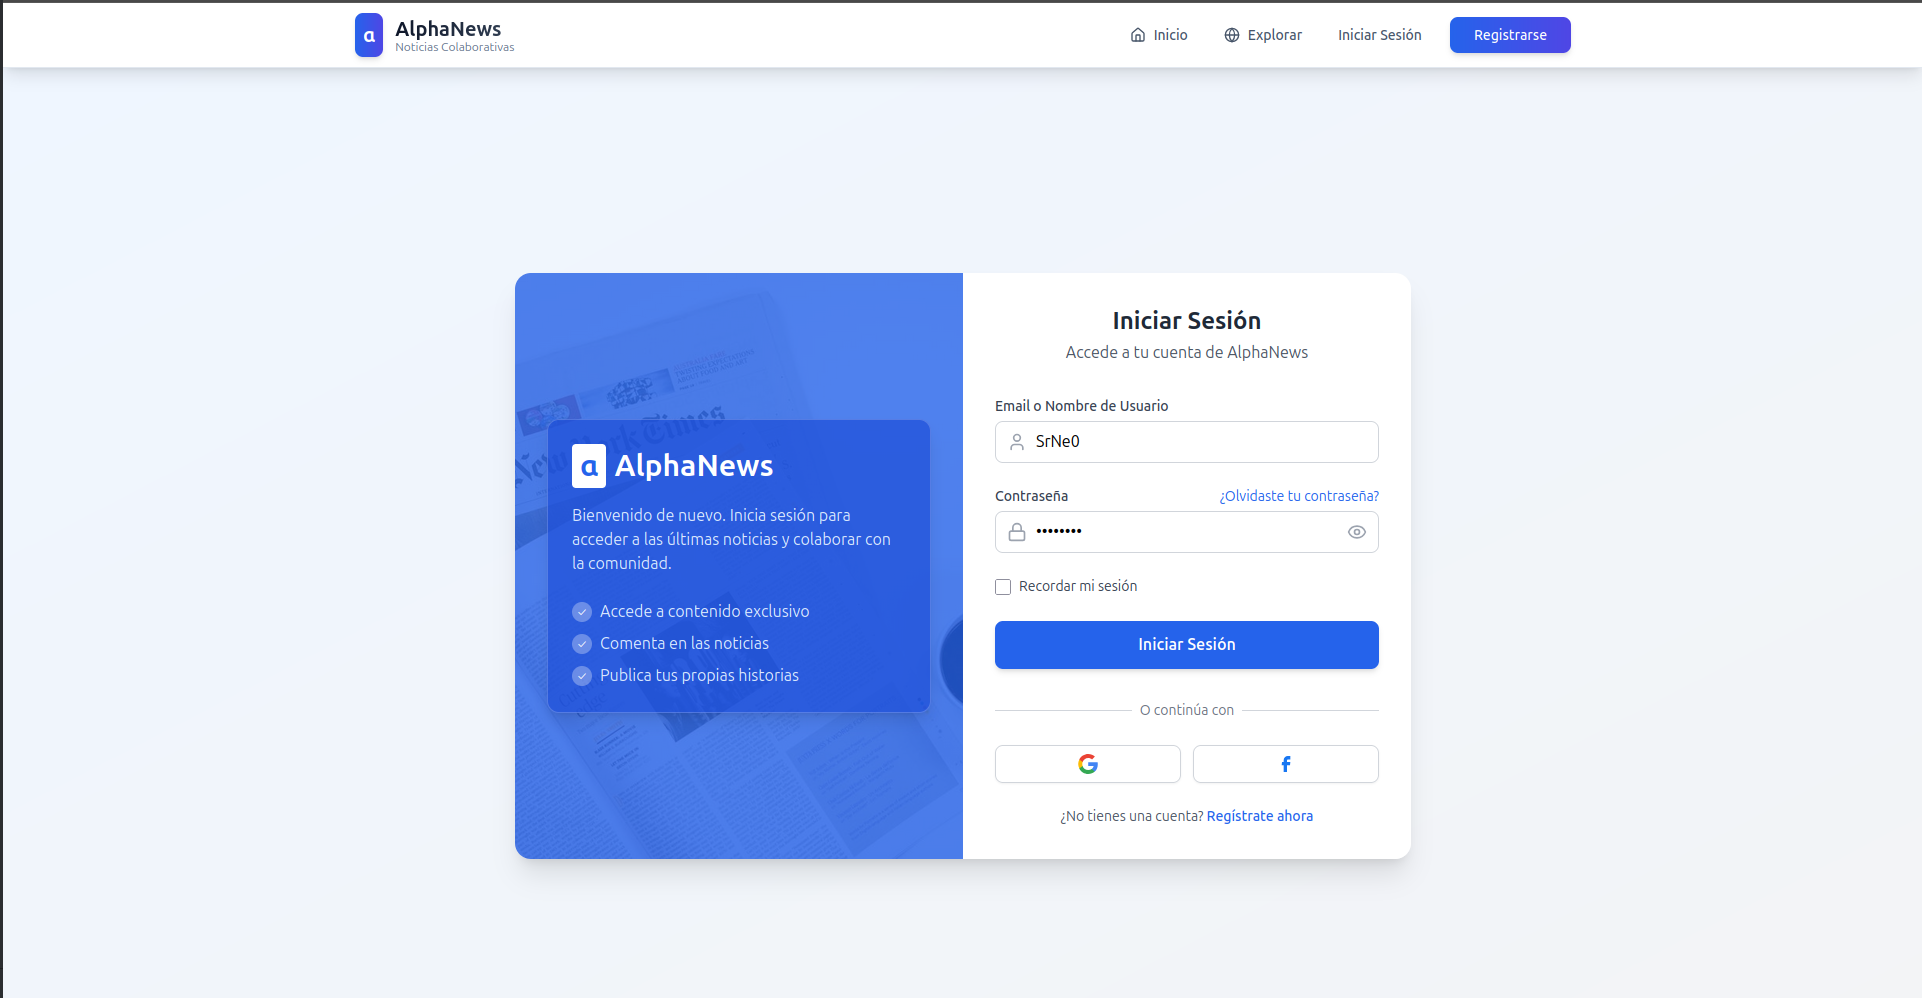 a
AlphaNews
Noticias Colaborativas
Inicio
Explorar
Iniciar Sesión
Registrarse
New York Times
a AlphaNews
Bienvenido de nuevo. Inicia sesión para
acceder a las últimas noticias y colaborar con
la comunidad.
Accede a contenido exclusivo
Comenta en las noticias
Publica tus propias historias
Iniciar Sesión
Accede a tu cuenta de AlphaNews
Email o Nombre de Usuario
SrNe0
Contraseña
¿Olvidaste tu contraseña?
••••••••
Recordar mi sesión
Iniciar Sesión
O continúa con
¿No tienes una cuenta? Regístrate ahora